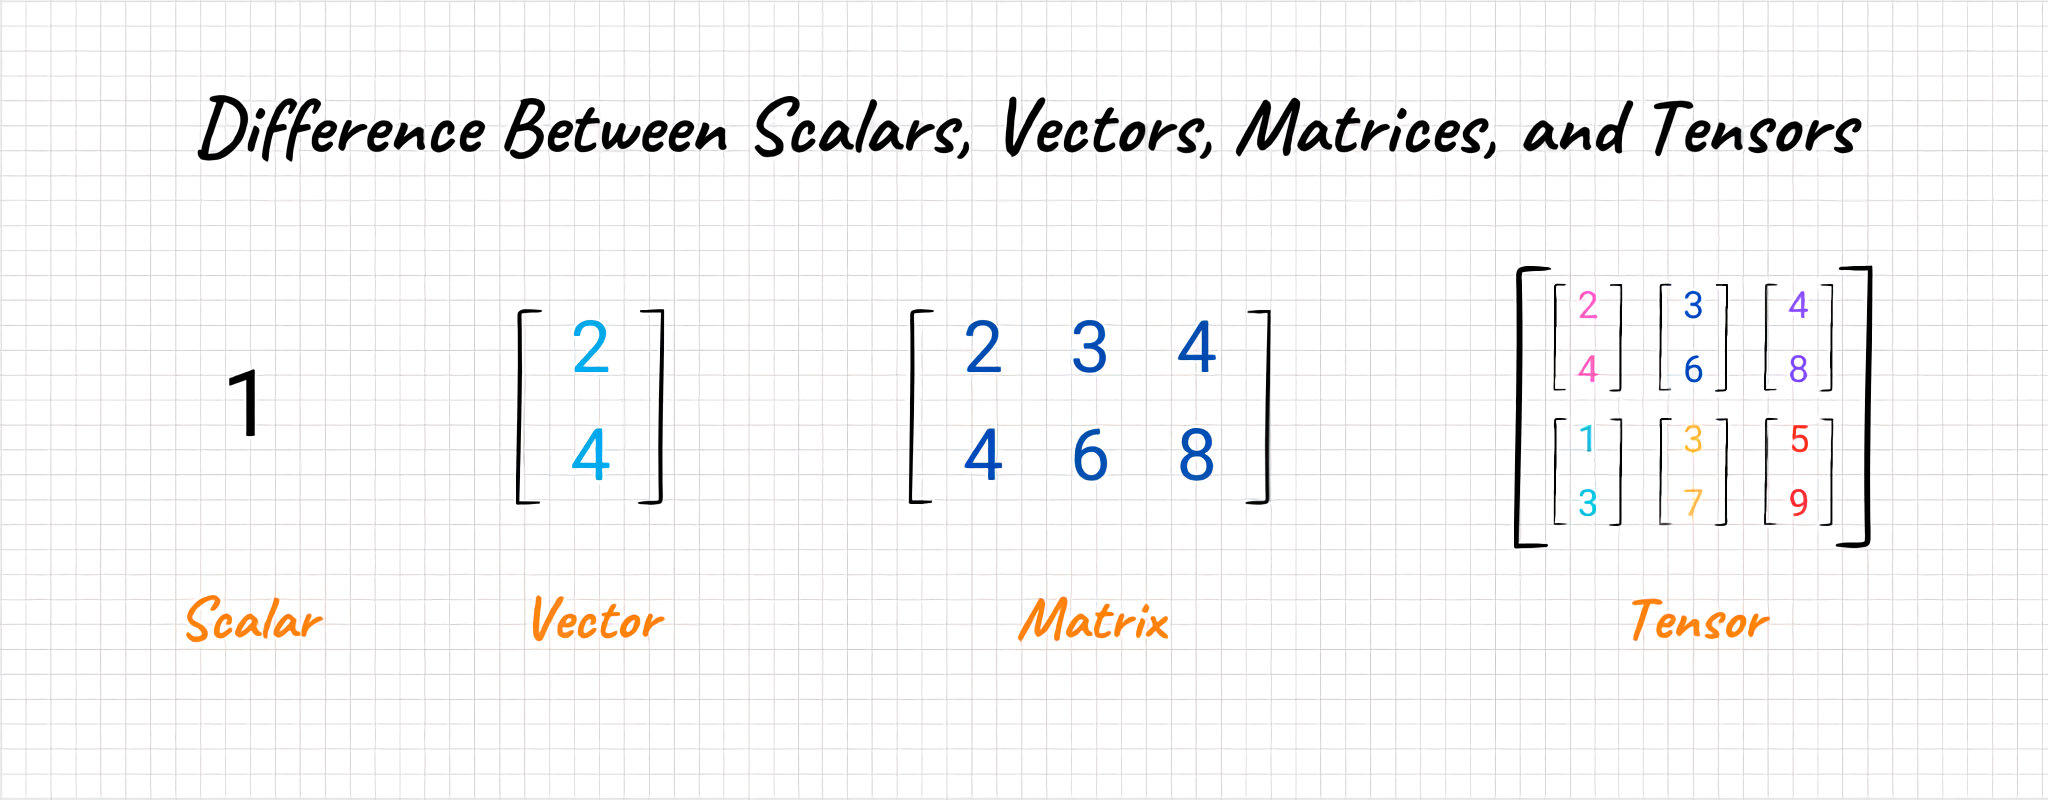 Difference Between Scalars, Vectors, Matrices, and Tensors
1
2
4
2 3 4
4 6 8
2 3 4
4 6 8
1 3 5
3 7 9
Scalar Vector Matrix Tensor